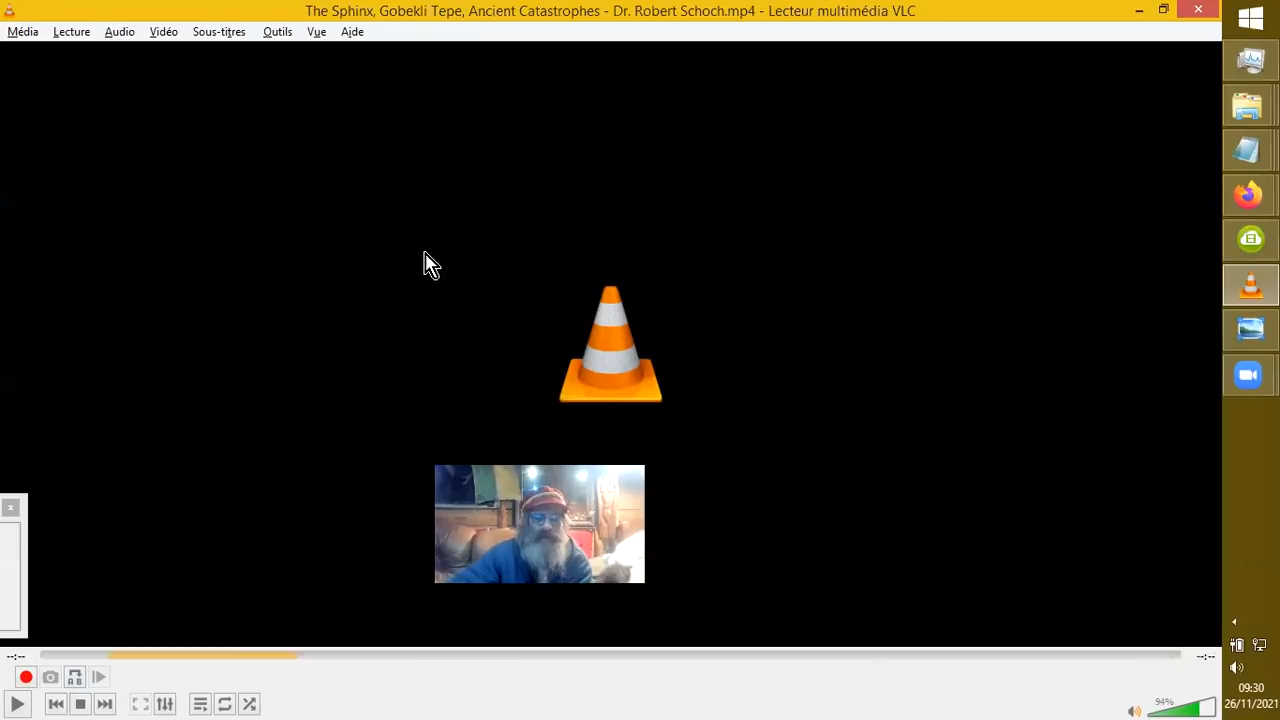 The Sphinx, Gobekli Tepe, Ancient Catastrophes - Dr. Robert Schoch.mp4 - Lecteur multimédia VLC
Média Lecture Audio Vidéo Sous-titres Outils Vue Aide
x
--:-- --:--
A B
94%
09:30
26/11/2021